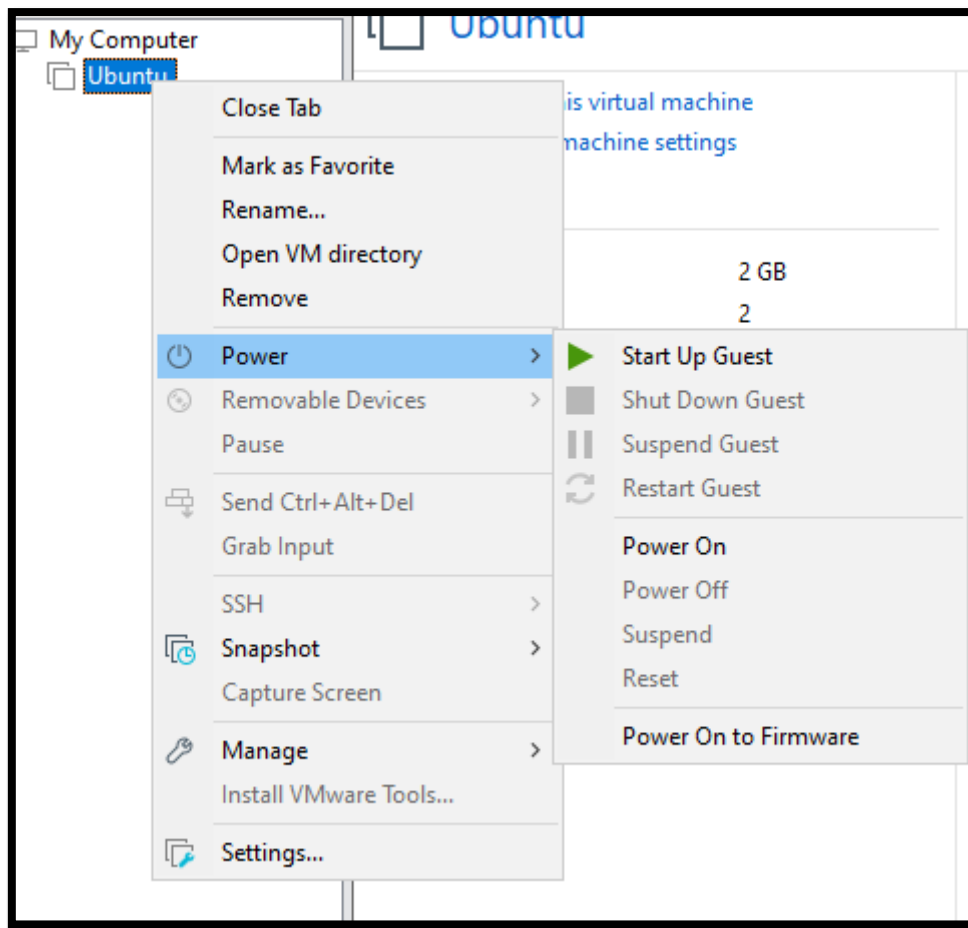 My Computer
Ubuntu
Ubuntu
is virtual machine
machine settings
2 GB
2
Close Tab
Mark as Favorite
Rename...
Open VM directory
Remove
Power
Removable Devices
Pause
Send Ctrl+Alt+Del
Grab Input
SSH
Snapshot
Capture Screen
Manage
Install VMware Tools...
Settings...
Start Up Guest
Shut Down Guest
Suspend Guest
Restart Guest
Power On
Power Off
Suspend
Reset
Power On to Firmware